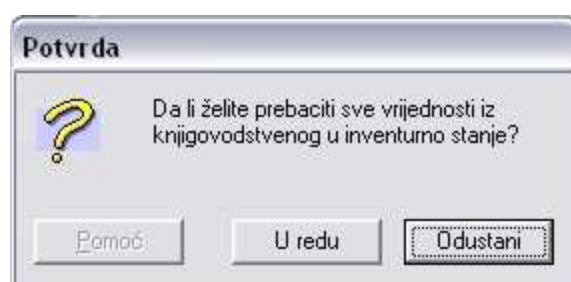 Potvrda
Da li želite prebaciti sve vrijednosti iz
knjigovodstvenog u inventurno stanje?
Pomoć
U redu
Odustani